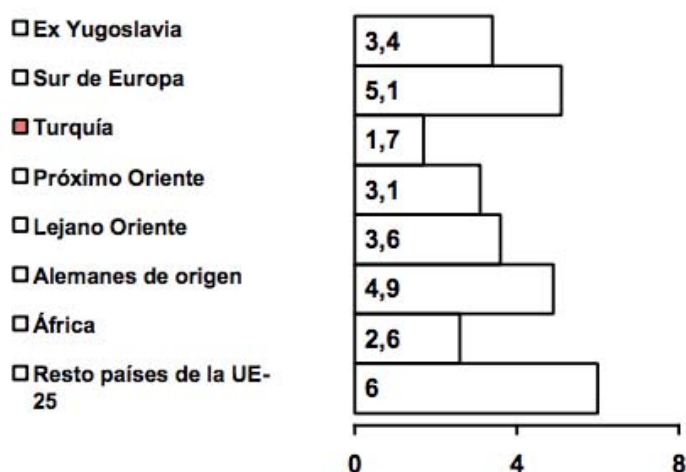 Ex Yugoslavia
3,4
Sur de Europa
5,1
Turquía
1,7
Próximo Oriente
3,1
Lejano Oriente
3,6
Alemanes de origen
4,9
África
2,6
Resto países de la UE-
25
6
0 4 8